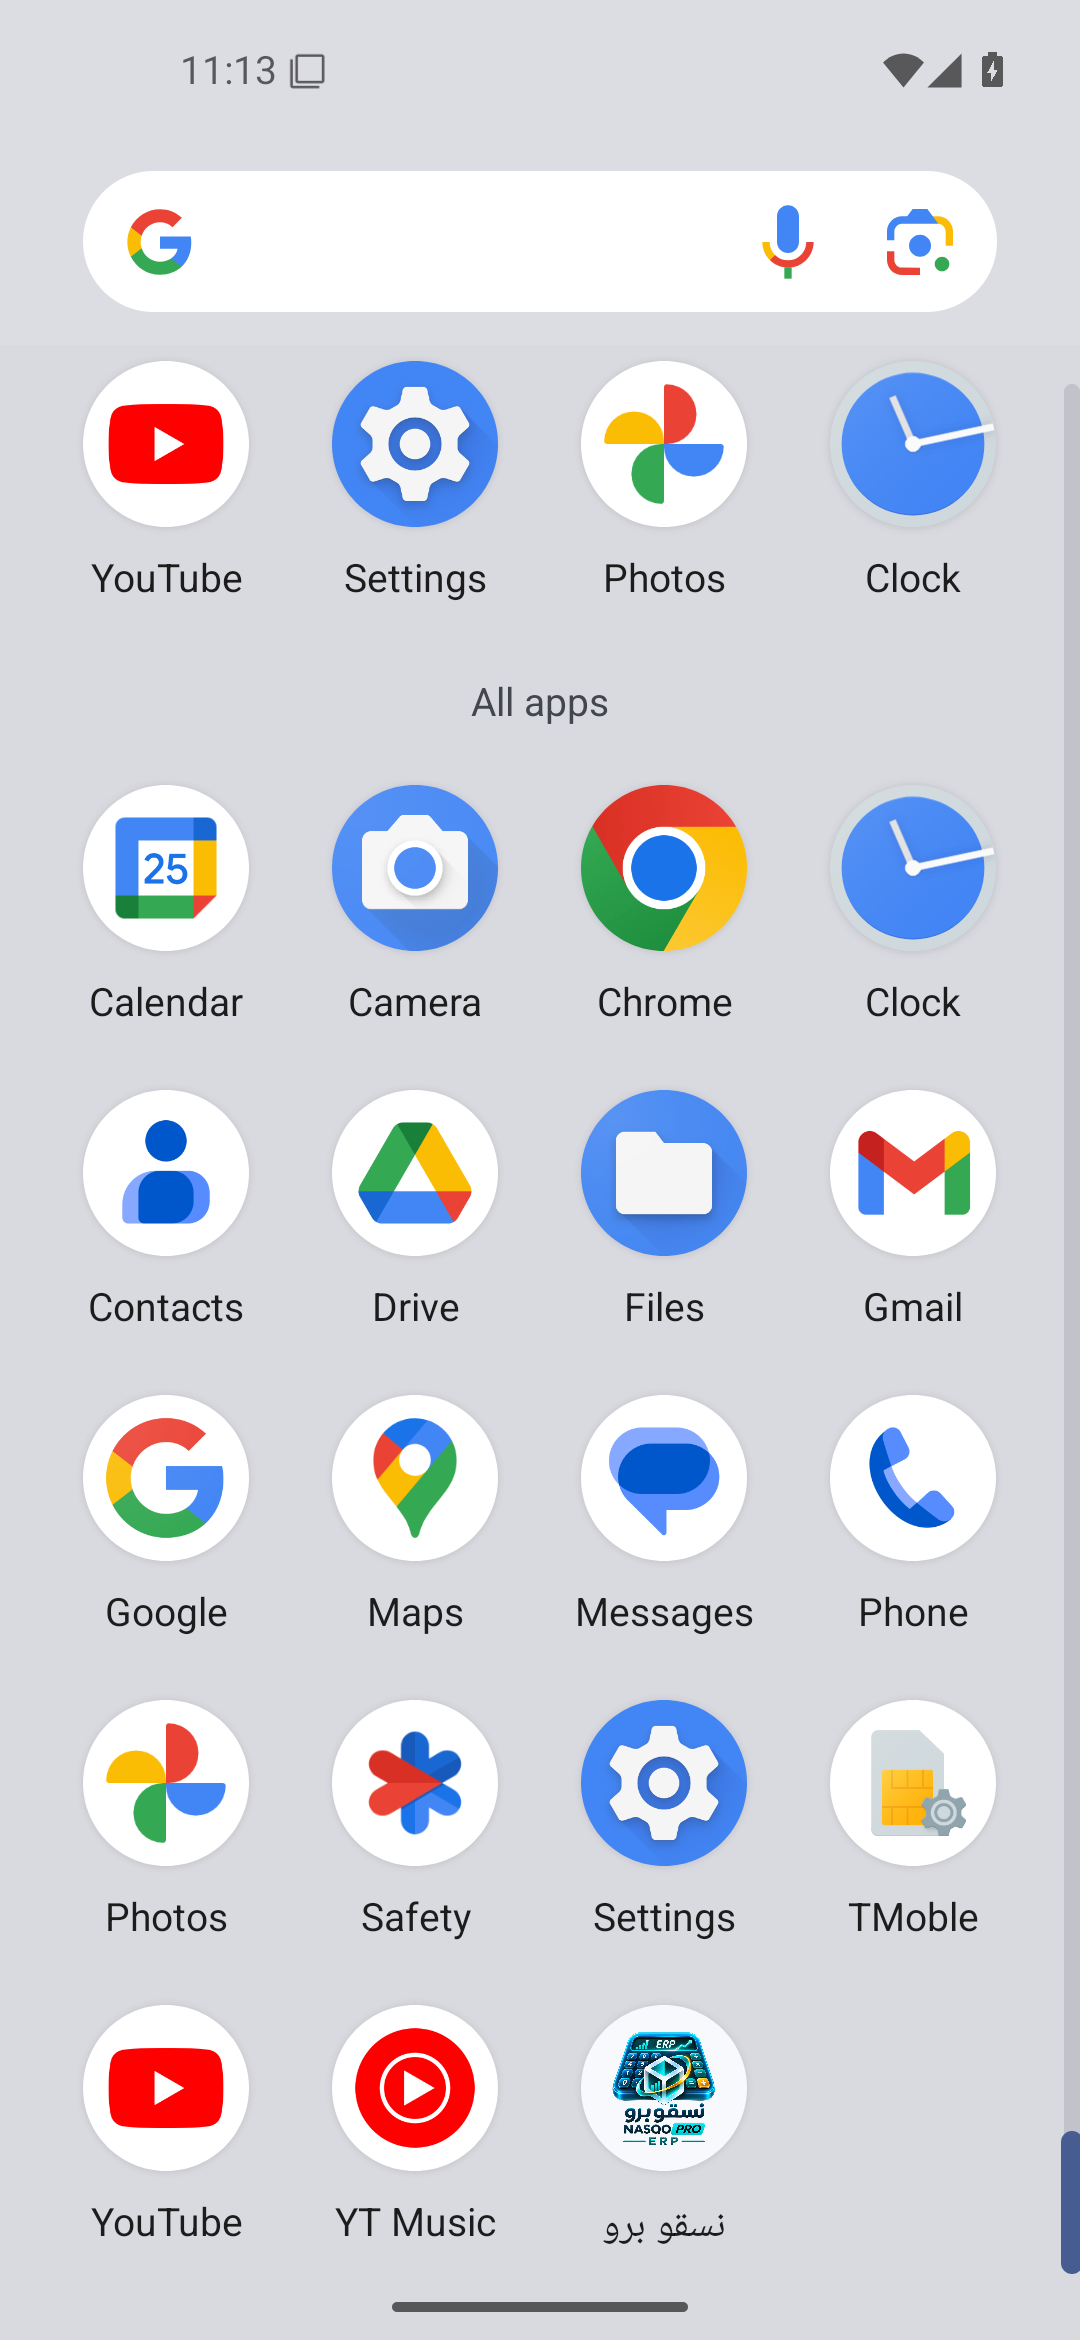 11:13
YouTube Settings Photos Clock
All apps
25
Calendar Camera Chrome Clock
Contacts Drive Files Gmail
Google Maps Messages Phone
Photos Safety Settings TMoble
ERP
نسقو برو
NASQO PRO
ERP
YouTube YT Music نسقو برو